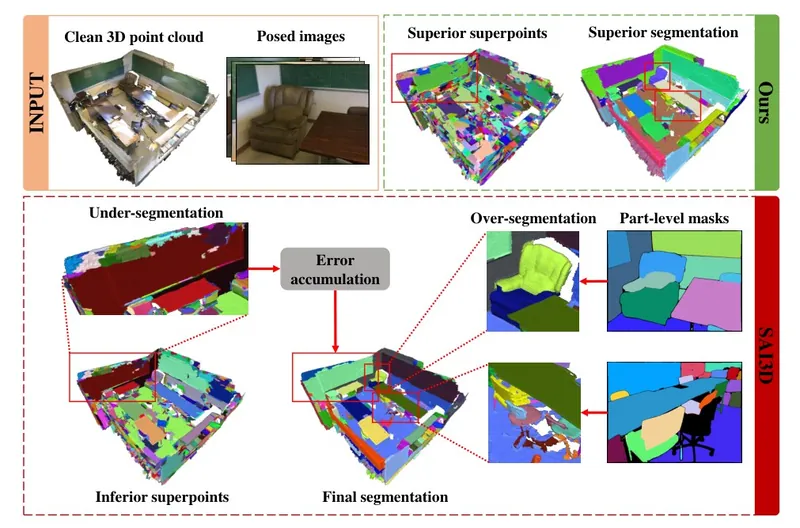 INPUT
Clean 3D point cloud
Posed images
Superior superpoints
Superior segmentation
Ours
Under-segmentation
Error
accumulation
Over-segmentation
Part-level masks
SAI3D
Inferior superpoints
Final segmentation